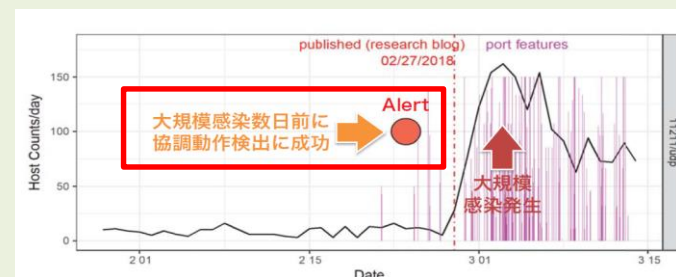 published (research blog)
port features
02/27/2018
Alert
大規模感染数日前に
協調動作検出に成功
大規模
感染発生
Host Counts/day
150
100
50
0
2 01
2 15
3 01
3 15
Date
11211/udp